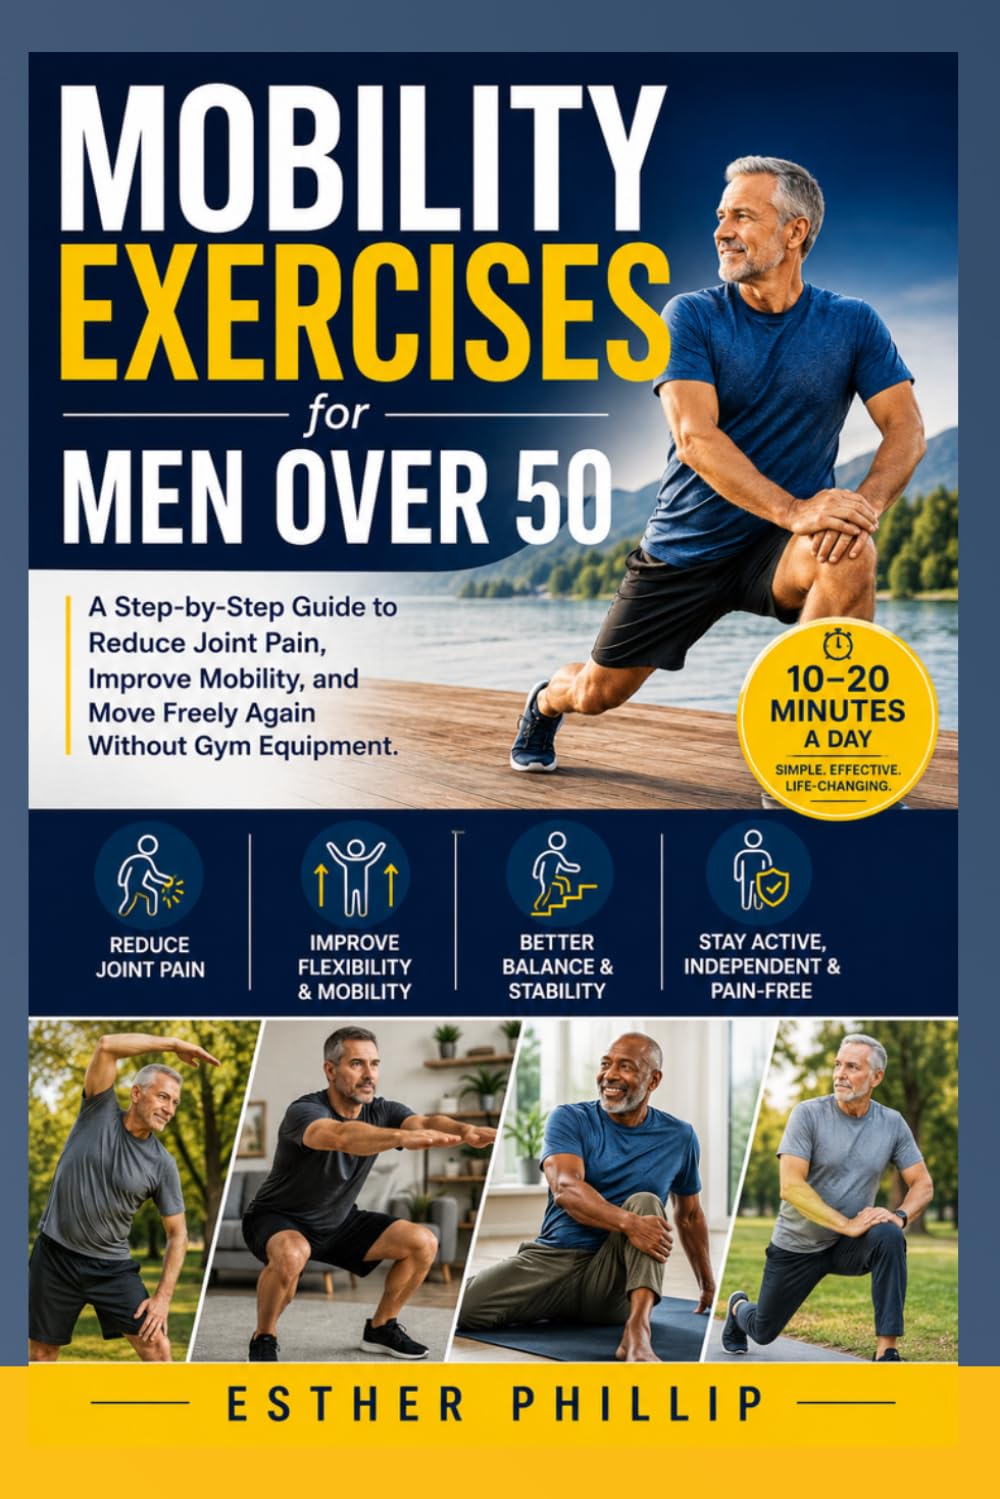 MOBILITY
EXERCISES
for
MEN OVER 50
A Step-by-Step Guide to
Reduce Joint Pain,
Improve Mobility, and
Move Freely Again
Without Gym Equipment.
10–20
MINUTES
A DAY
SIMPLE. EFFECTIVE.
LIFE-CHANGING.
REDUCE
JOINT PAIN
IMPROVE
FLEXIBILITY
& MOBILITY
BETTER
BALANCE &
STABILITY
STAY ACTIVE,
INDEPENDENT &
PAIN-FREE
ESTHER PHILLIP